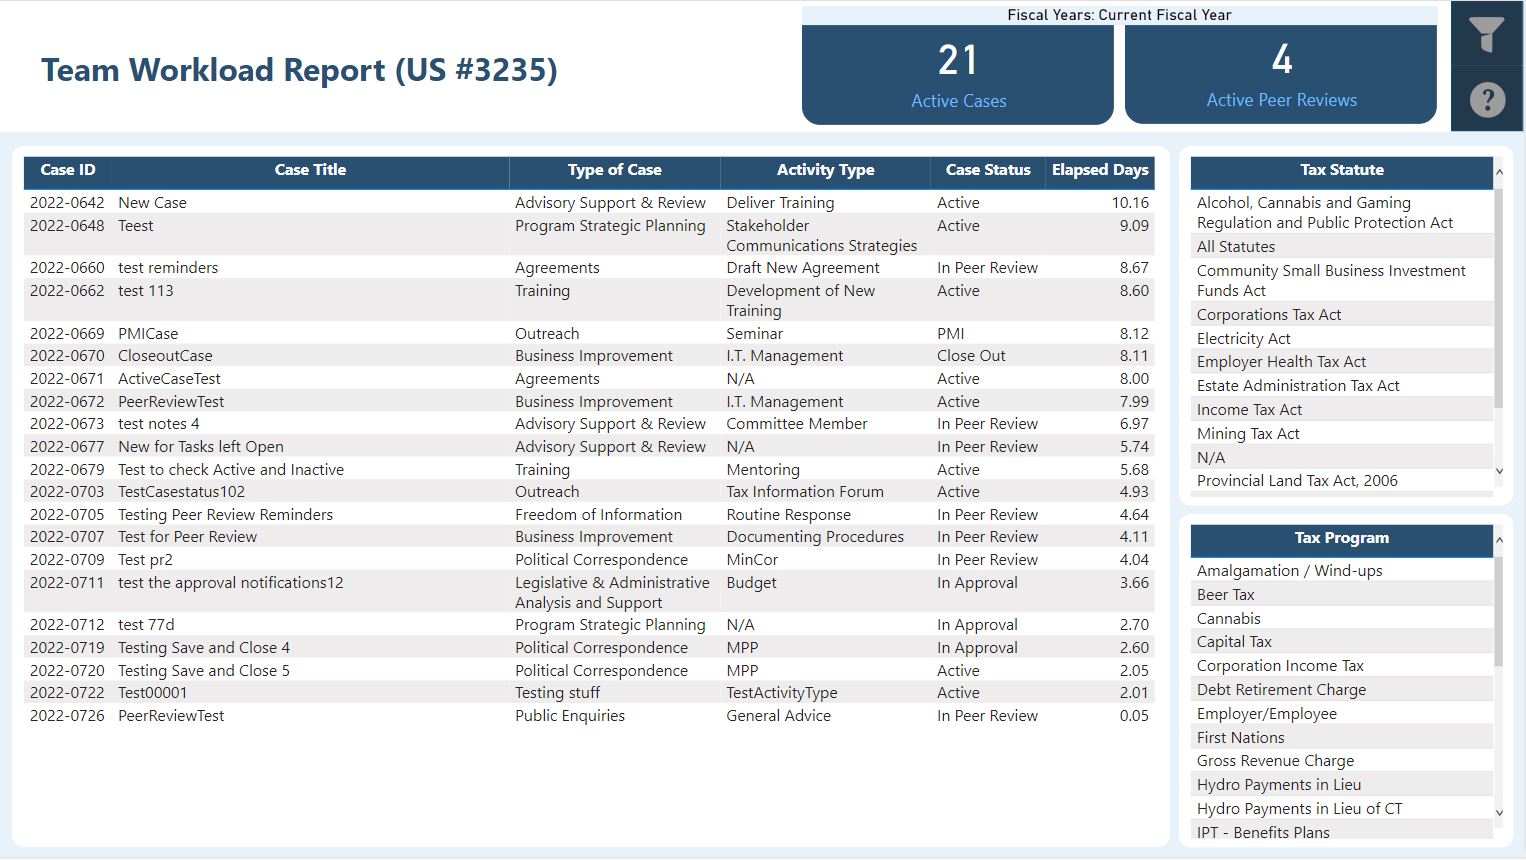 Fiscal Years: Current Fiscal Year
Team Workload Report (US #3235)
21
Active Cases
4
Active Peer Reviews
?
Case ID Case Title Type of Case Activity Type Case Status Elapsed Days
2022-0642 New Case Advisory Support & Review Deliver Training Active 10.16
2022-0648 Teest Program Strategic Planning Stakeholder Active 9.09
Communications Strategies
2022-0660 test reminders Agreements Draft New Agreement In Peer Review 8.67
2022-0662 test 113 Training Development of New Active 8.60
Training
2022-0669 PMICase Outreach Seminar PMI 8.12
2022-0670 CloseoutCase Business Improvement I.T. Management Close Out 8.11
2022-0671 ActiveCaseTest Agreements N/A Active 8.00
2022-0672 PeerReviewTest Business Improvement I.T. Management Active 7.99
2022-0673 test notes 4 Advisory Support & Review Committee Member In Peer Review 6.97
2022-0677 New for Tasks left Open Advisory Support & Review N/A In Peer Review 5.74
2022-0679 Test to check Active and Inactive Training Mentoring Active 5.68
2022-0703 TestCasestatus102 Outreach Tax Information Forum Active 4.93
2022-0705 Testing Peer Review Reminders Freedom of Information Routine Response In Peer Review 4.64
2022-0707 Test for Peer Review Business Improvement Documenting Procedures In Peer Review 4.11
2022-0709 Test pr2 Political Correspondence MinCor In Peer Review 4.04
2022-0711 test the approval notifications12 Legislative & Administrative Budget In Approval 3.66
Analysis and Support
2022-0712 test 77d Program Strategic Planning N/A In Approval 2.70
2022-0719 Testing Save and Close 4 Political Correspondence MPP In Approval 2.60
2022-0720 Testing Save and Close 5 Political Correspondence MPP Active 2.05
2022-0722 Test00001 Testing stuff TestActivityType Active 2.01
2022-0726 PeerReviewTest Public Enquiries General Advice In Peer Review 0.05
Tax Statute
Alcohol, Cannabis and Gaming
Regulation and Public Protection Act
All Statutes
Community Small Business Investment
Funds Act
Corporations Tax Act
Electricity Act
Employer Health Tax Act
Estate Administration Tax Act
Income Tax Act
Mining Tax Act
N/A
Provincial Land Tax Act, 2006
Tax Program
Amalgamation / Wind-ups
Beer Tax
Cannabis
Capital Tax
Corporation Income Tax
Debt Retirement Charge
Employer/Employee
First Nations
Gross Revenue Charge
Hydro Payments in Lieu
Hydro Payments in Lieu of CT
IPT - Benefits Plans